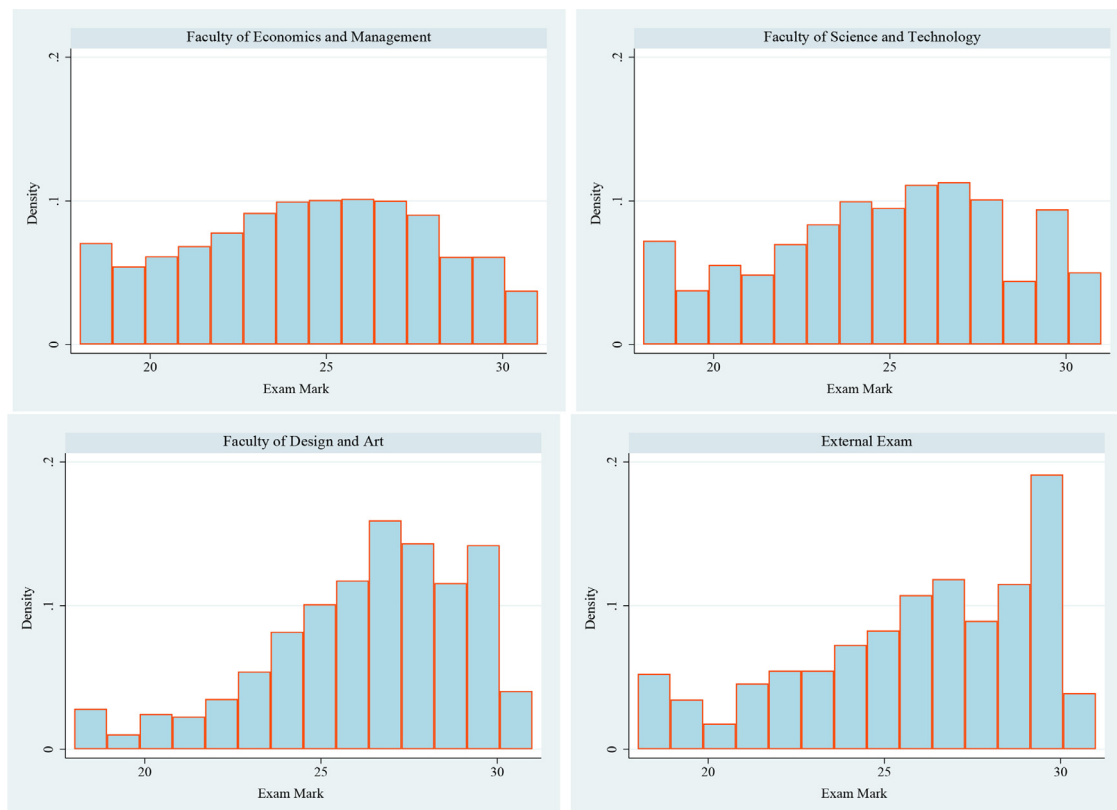 Faculty of Economics and Management
.2
.1
0
Density
20 25 30
Exam Mark
Faculty of Science and Technology
.2
.1
0
Density
20 25 30
Exam Mark
Faculty of Design and Art
.2
.1
0
Density
20 25 30
Exam Mark
External Exam
.2
.1
0
Density
20 25 30
Exam Mark